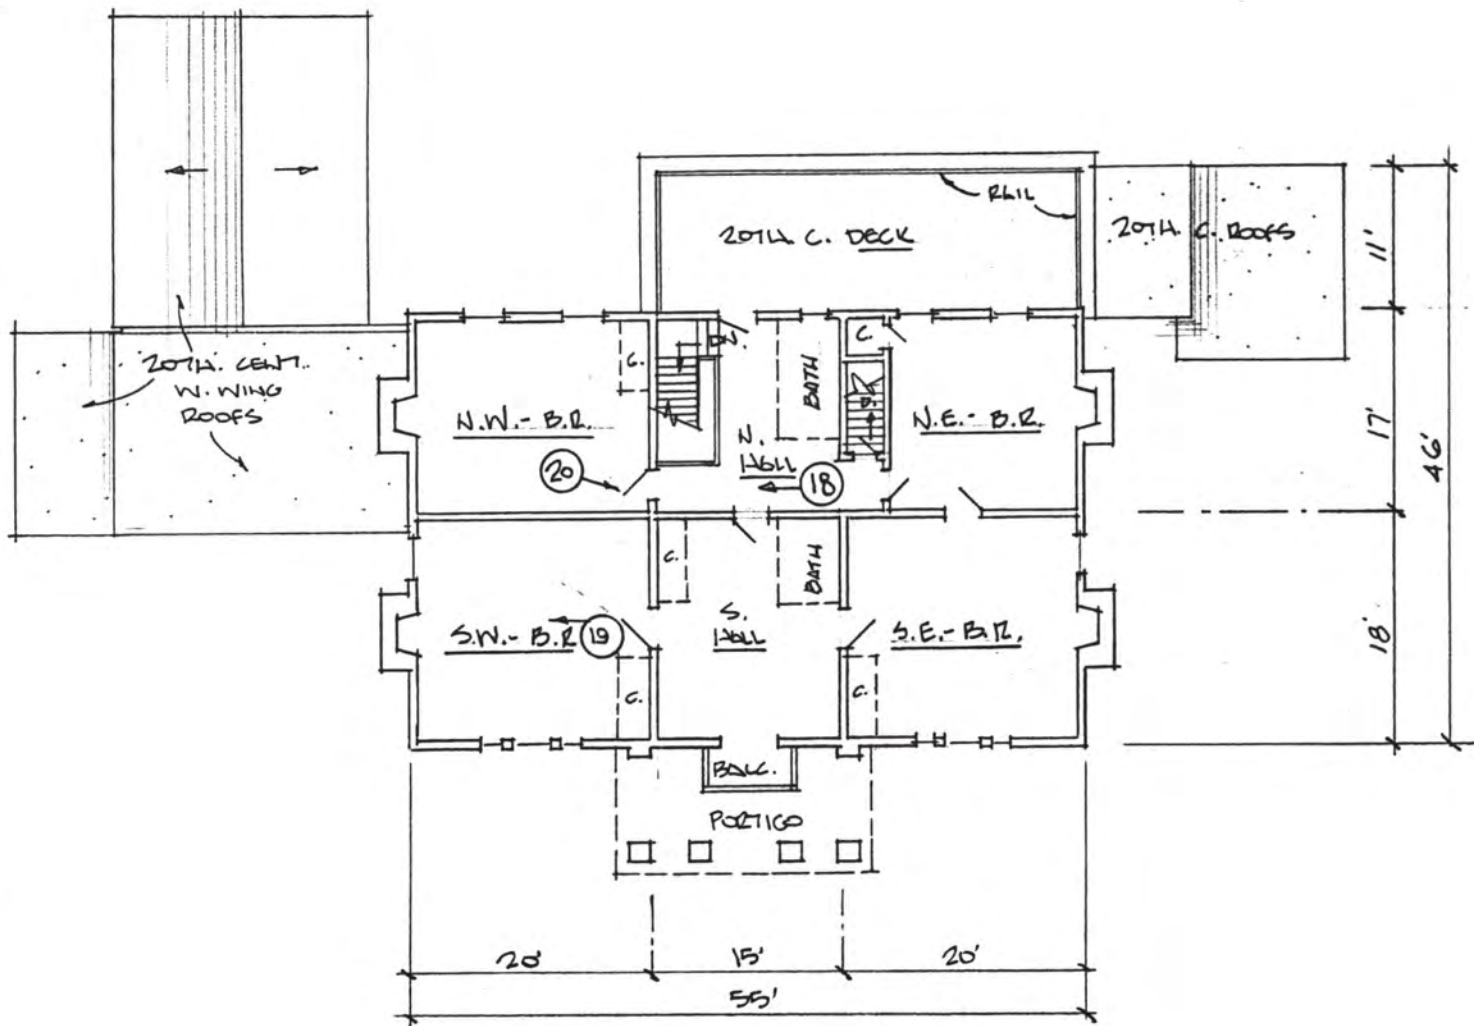 RAIL
20TH. C. DECK
20TH. C. ROOFS
11'
20TH. CENT.
W. WING
ROOFS
C.
DN.
BATH
C.
D.
17'
46'
N.W. - B.R.
N.
HALL
N.E. - B.R.
20
18
C.
BATH
S.W. - B.R
19
S.
HALL
S.E. - B.R.
18'
C.
C.
BALC.
PORTICO
20'
15'
20'
55'